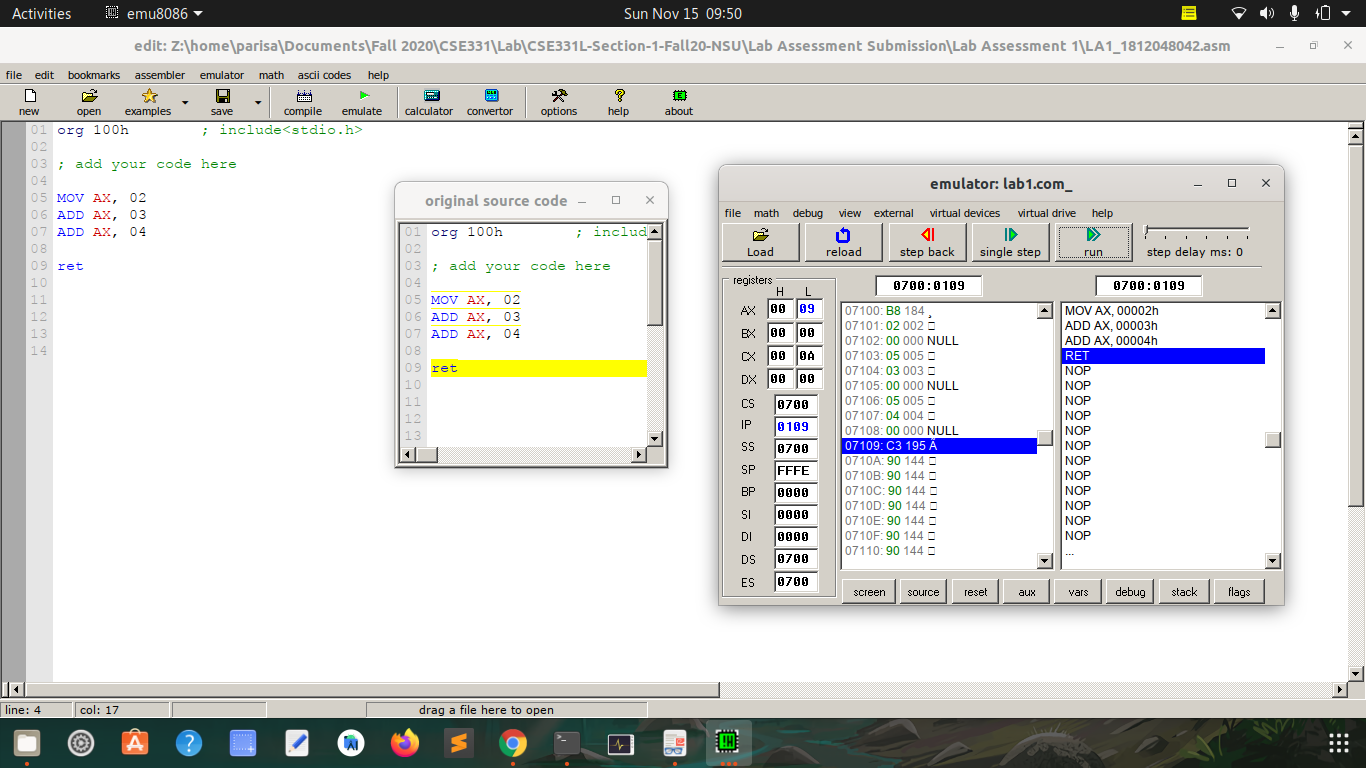 Activities emu8086 Sun Nov 15 09:50
edit: Z:\home\parisa\Documents\Fall 2020\CSE331\Lab\CSE331L-Section-1-Fall20-NSU\Lab Assessment Submission\Lab Assessment 1\LA1_1812048042.asm
file edit bookmarks assembler emulator math ascii codes help
new open examples save compile emulate calculator convertor options help about
01 org 100h ; include<stdio.h>
02
03 ; add your code here
04
05 MOV AX, 02
06 ADD AX, 03
07 ADD AX, 04
08
09 ret
10
11
12
13
14
original source code
01 org 100h ; includ
02
03 ; add your code here
04
05 MOV AX, 02
06 ADD AX, 03
07 ADD AX, 04
08
09 ret
10
11
12
13
emulator: lab1.com_
file math debug view external virtual devices virtual drive help
Load reload step back single step run step delay ms: 0
registers
H L
AX 00 09
BX 00 00
CX 00 0A
DX 00 00
CS 0700
IP 0109
SS 0700
SP FFFE
BP 0000
SI 0000
DI 0000
DS 0700
ES 0700
0700:0109
07100: B8 184 ¸
07101: 02 002
07102: 00 000 NULL
07103: 05 005
07104: 03 003
07105: 00 000 NULL
07106: 05 005
07107: 04 004
07108: 00 000 NULL
07109: C3 195 Ã
0710A: 90 144
0710B: 90 144
0710C: 90 144
0710D: 90 144
0710E: 90 144
0710F: 90 144
07110: 90 144
0700:0109
MOV AX, 00002h
ADD AX, 00003h
ADD AX, 00004h
RET
NOP
NOP
NOP
NOP
NOP
NOP
NOP
NOP
NOP
NOP
NOP
NOP
...
screen source reset aux vars debug stack flags
line: 4 col: 17 drag a file here to open